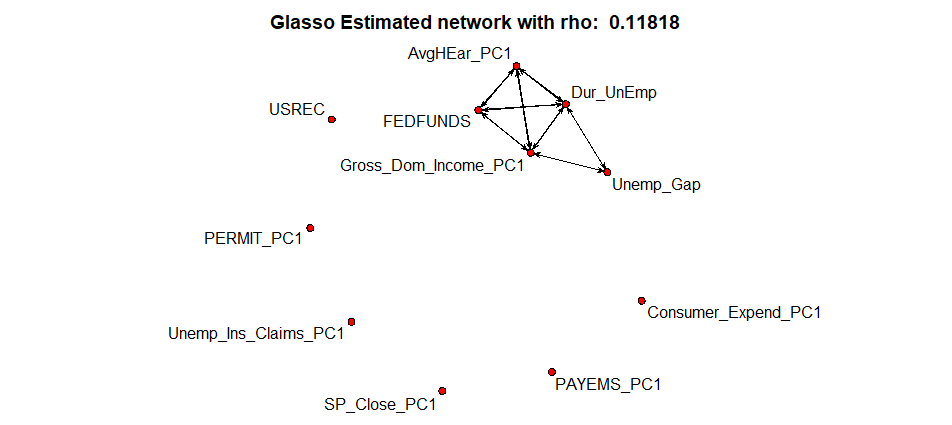 Glasso Estimated network with rho: 0.11818
AvgHEar_PC1
Dur_UnEmp
USREC
FEDFUNDS
Gross_Dom_Income_PC1
Unemp_Gap
PERMIT_PC1
Consumer_Expend_PC1
Unemp_Ins_Claims_PC1
PAYEMS_PC1
SP_Close_PC1